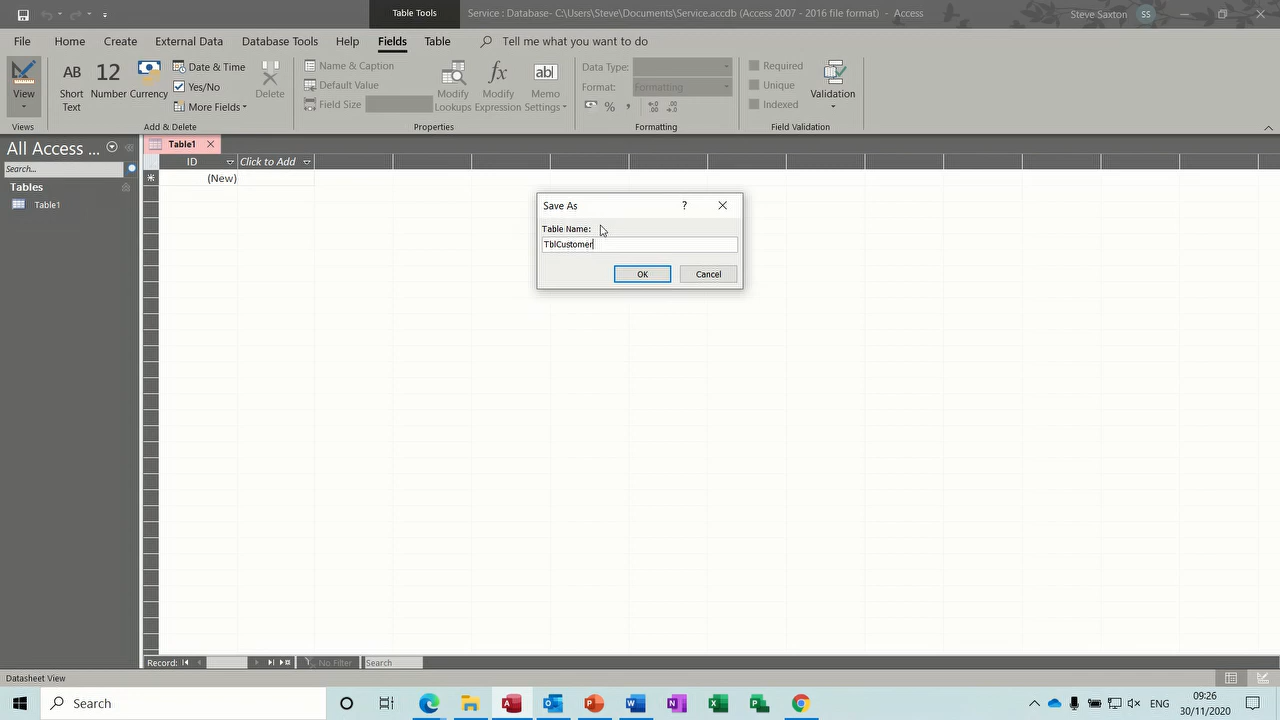 Table Tools
Service : Database- C:\Users\Steve\Documents\Service.accdb (Access 2007 - 2016 file format) - Access
Steve Saxton
SS
File
Home
Create
External Data
Database Tools
Help
Fields
Table
Tell me what you want to do
View
AB
Short
Text
12
Number
Currency
Date & Time
Yes/No
More Fields
Delete
Name & Caption
Default Value
Field Size
Modify
Lookups
fx
Modify
Expression
ab
Memo
Settings
Data Type:
Format:
Formatting
%
Required
Unique
Indexed
Validation
Views
Add & Delete
Properties
Formatting
Field Validation
All Access ...
Search...
Tables
Table1
Table1
ID
Click to Add
(New)
Save As
?
Table Name:
TblCustomer
OK
Cancel
Record:
No Filter
Search
Datasheet View
Search
ENG
09:26
30/11/2020